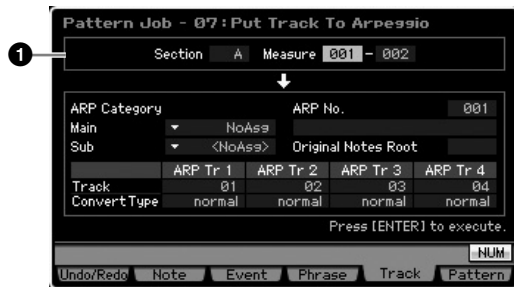 Pattern Job - 07:Put Track To Arpeggio
1
Section A Measure 001 - 002
ARP Category ARP No. 001
Main NoAsg
Sub <NoAsg> Original Notes Root
ARP Tr 1 ARP Tr 2 ARP Tr 3 ARP Tr 4
Track 01 02 03 04
ConvertType normal normal normal normal
Press [ENTER] to execute.
NUM
Undo/Redo Note Event Phrase Track Pattern